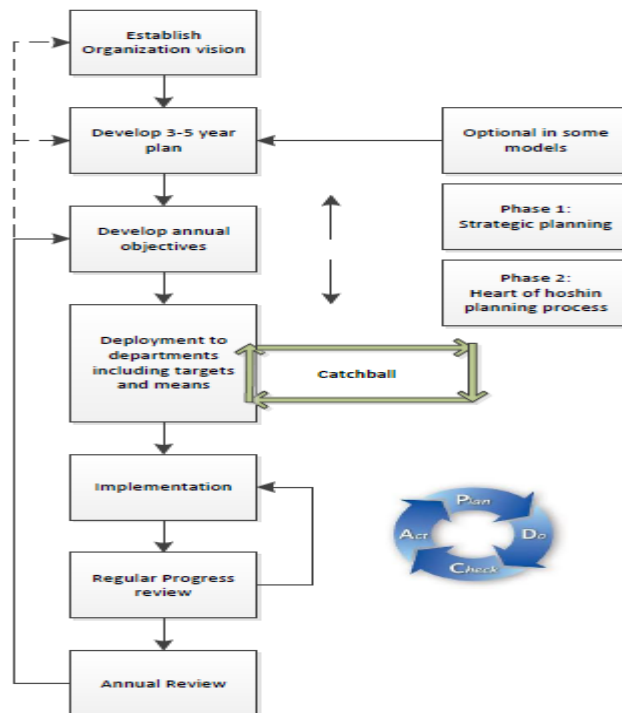 Establish
Organization vision
Develop 3-5 year
plan
Optional in some
models
Phase 1:
Strategic planning
Develop annual
objectives
Phase 2:
Heart of hoshin
planning process
Deployment to
departments
including targets
and means
Catchball
Implementation
Plan
Act
Do
Check
Regular Progress
review
Annual Review